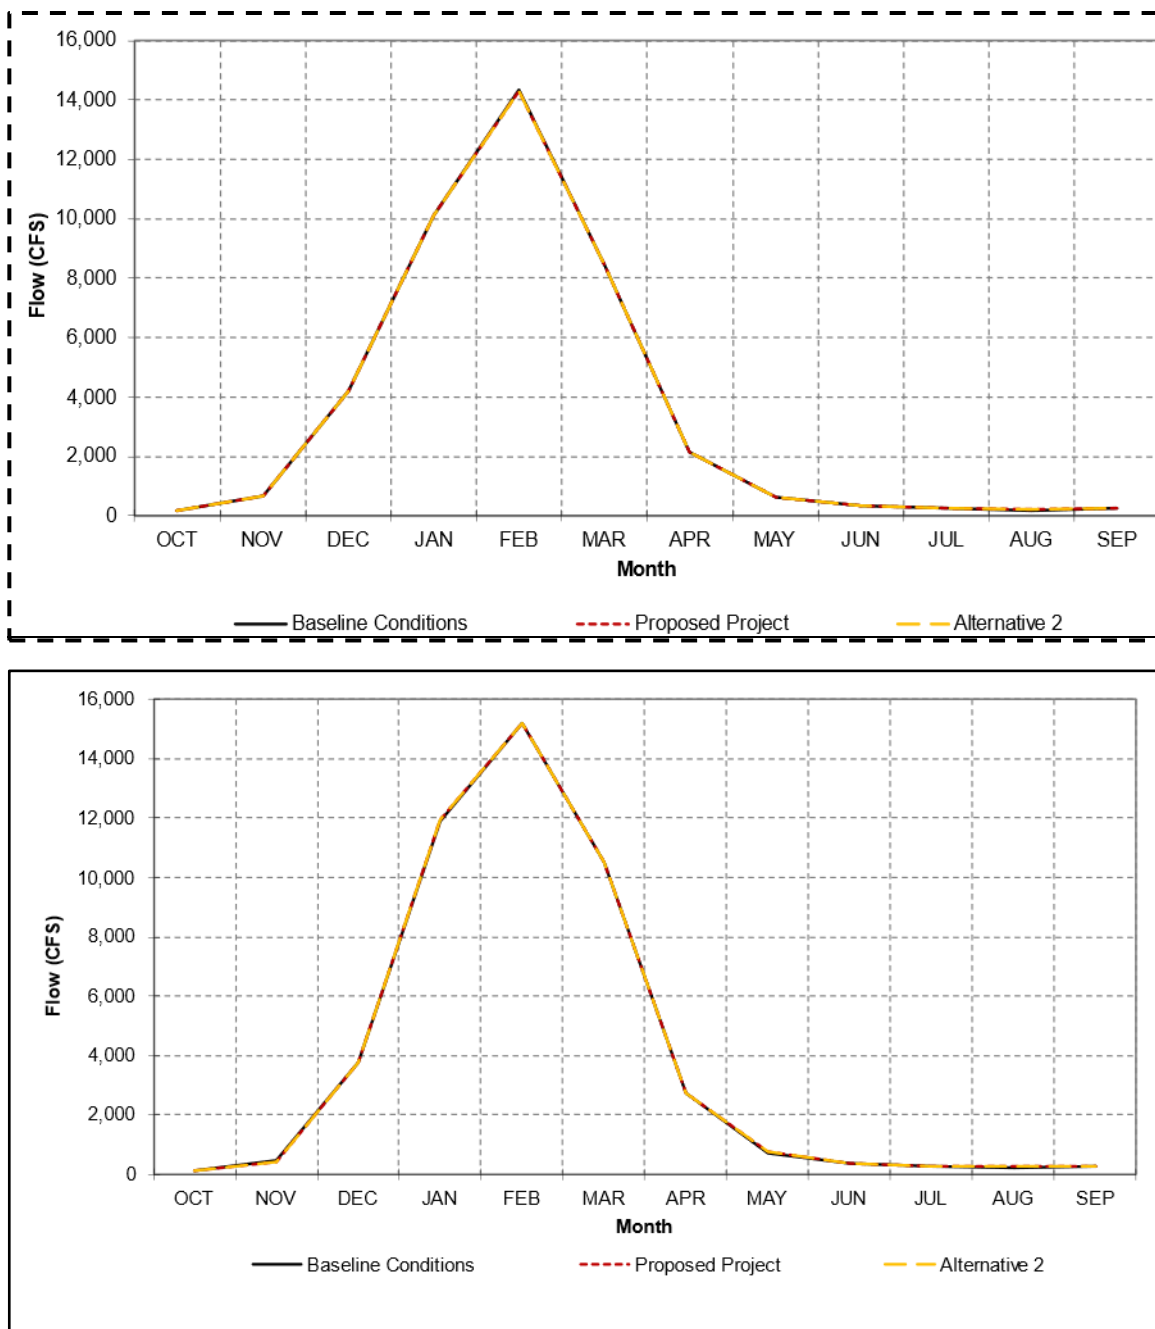 16,000
14,000
12,000
10,000
8,000
6,000
4,000
2,000
0
Flow (CFS)
OCT NOV DEC JAN FEB MAR APR MAY JUN JUL AUG SEP
Month
Baseline Conditions Proposed Project Alternative 2
16,000
14,000
12,000
10,000
8,000
6,000
4,000
2,000
0
Flow (CFS)
OCT NOV DEC JAN FEB MAR APR MAY JUN JUL AUG SEP
Month
Baseline Conditions Proposed Project Alternative 2